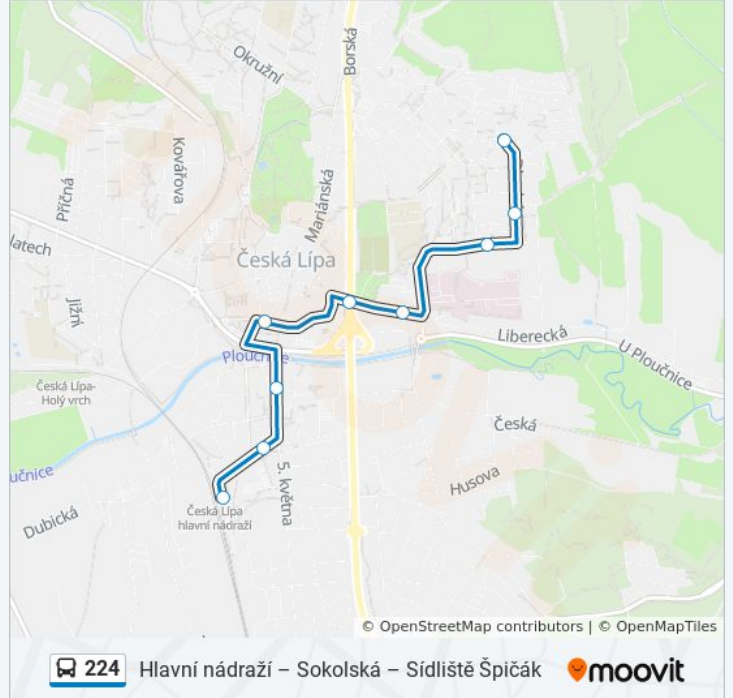 Okružní
Borská
Kovářova
Příčná
Mariánská
latech
Česká Lípa
Jižní
Liberecká
Ploučnice
U Ploučnice
Česká Lípa-
Holý vrch
Česká
učnice
Husova
5. května
Česká Lípa
hlavní nádraží
Dubická
© OpenStreetMap contributors | © OpenMapTiles
224 Hlavní nádraží – Sokolská – Sídliště Špičák moovit